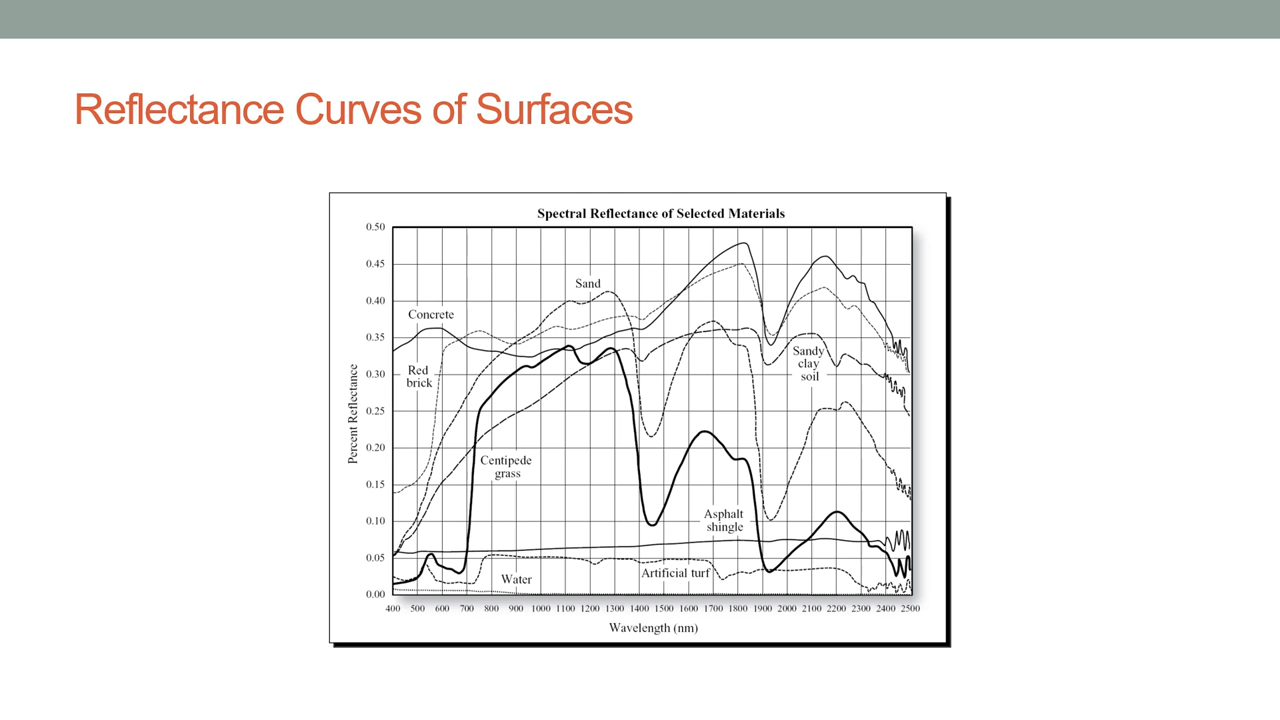 Reflectance Curves of Surfaces
Spectral Reflectance of Selected Materials
0.50
0.45
0.40
0.35
0.30
0.25
0.20
0.15
0.10
0.05
0.00
Percent Reflectance
Sand
Concrete
Red
brick
Sandy
clay
soil
Centipede
grass
Asphalt
shingle
Water
Artificial turf
400 500 600 700 800 900 1000 1100 1200 1300 1400 1500 1600 1700 1800 1900 2000 2100 2200 2300 2400 2500
Wavelength (nm)